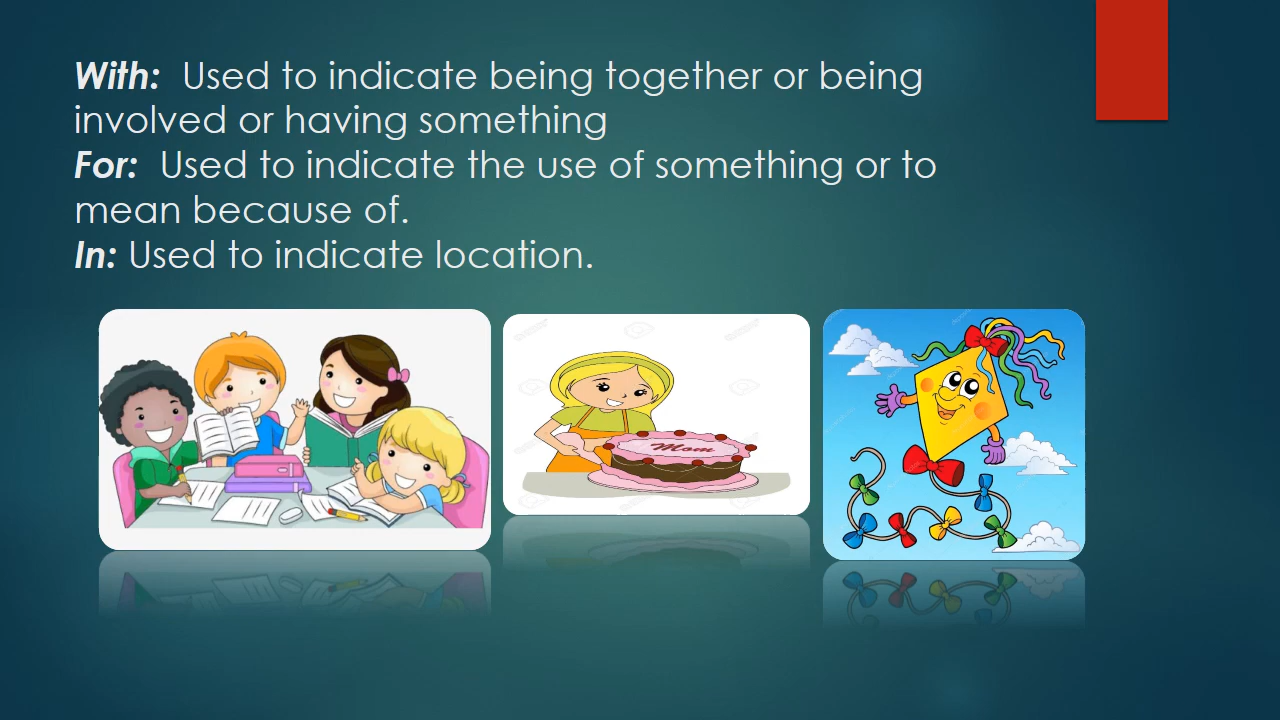 With: Used to indicate being together or being
involved or having something
For: Used to indicate the use of something or to
mean because of.
In: Used to indicate location.
Mom